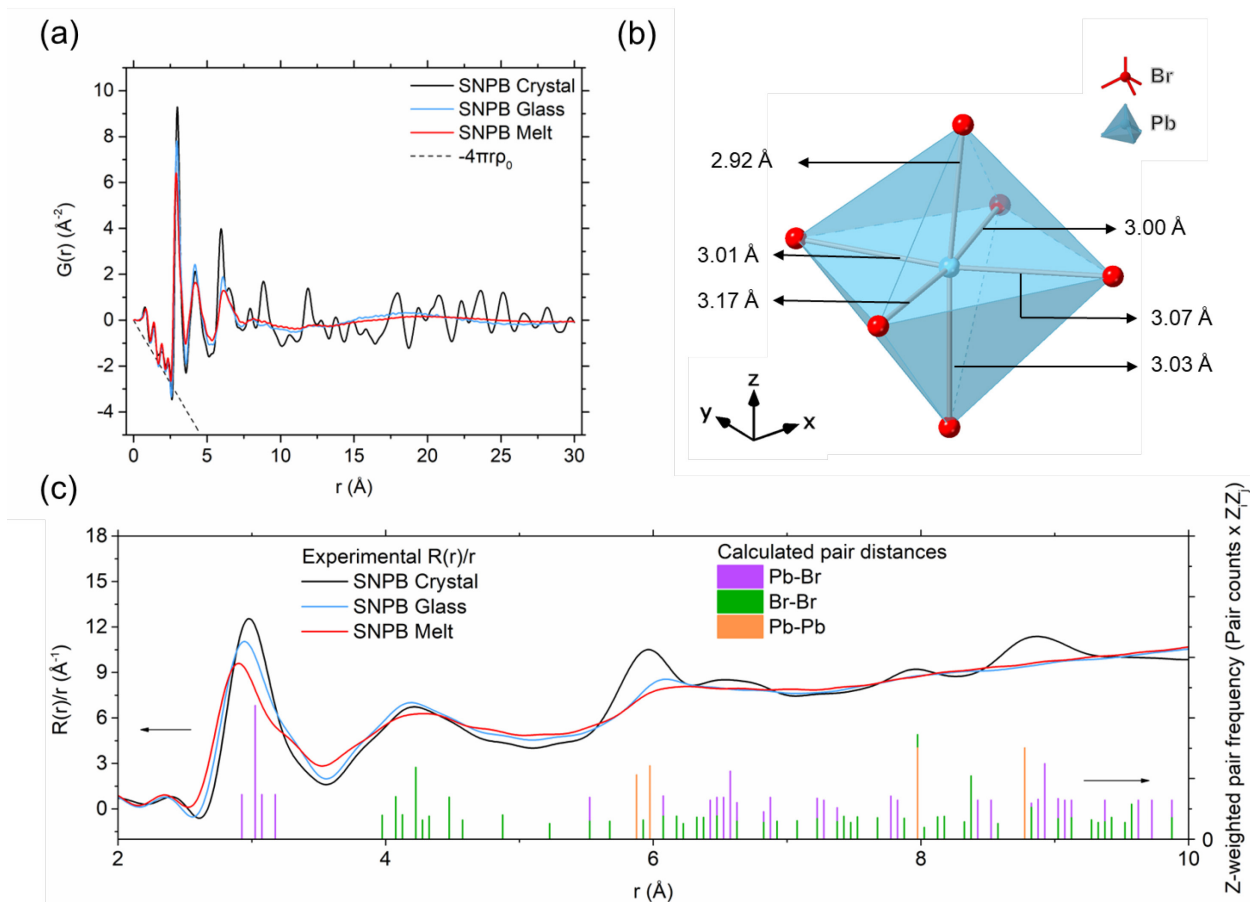 (a)
SNPB Crystal
SNPB Glass
SNPB Melt
-4πrρ₀
G(r) (Å⁻²)
10
8
6
4
2
0
-2
-4
0 5 10 15 20 25 30
r (Å)
(b)
Br
Pb
2.92 Å
3.00 Å
3.01 Å
3.17 Å
3.07 Å
3.03 Å
z
y
x
(c)
Experimental R(r)/r
SNPB Crystal
SNPB Glass
SNPB Melt
Calculated pair distances
Pb-Br
Br-Br
Pb-Pb
R(r)/r (Å⁻¹)
18
15
12
9
6
3
0
0
2 4 6 8 10
r (Å)
Z-weighted pair frequency (Pair counts x ZᵢZⱼ)